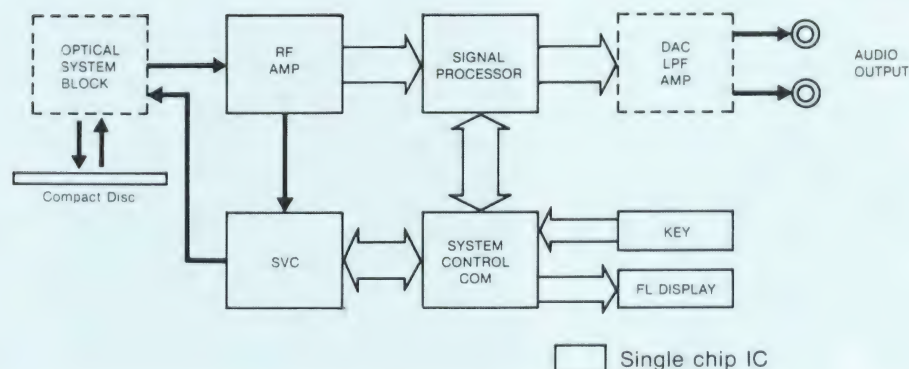 OPTICAL
SYSTEM
BLOCK
RF
AMP
SIGNAL
PROCESSOR
DAC
LPF
AMP
AUDIO
OUTPUT
Compact Disc
SVC
SYSTEM
CONTROL
COM
KEY
FL DISPLAY
Single chip IC